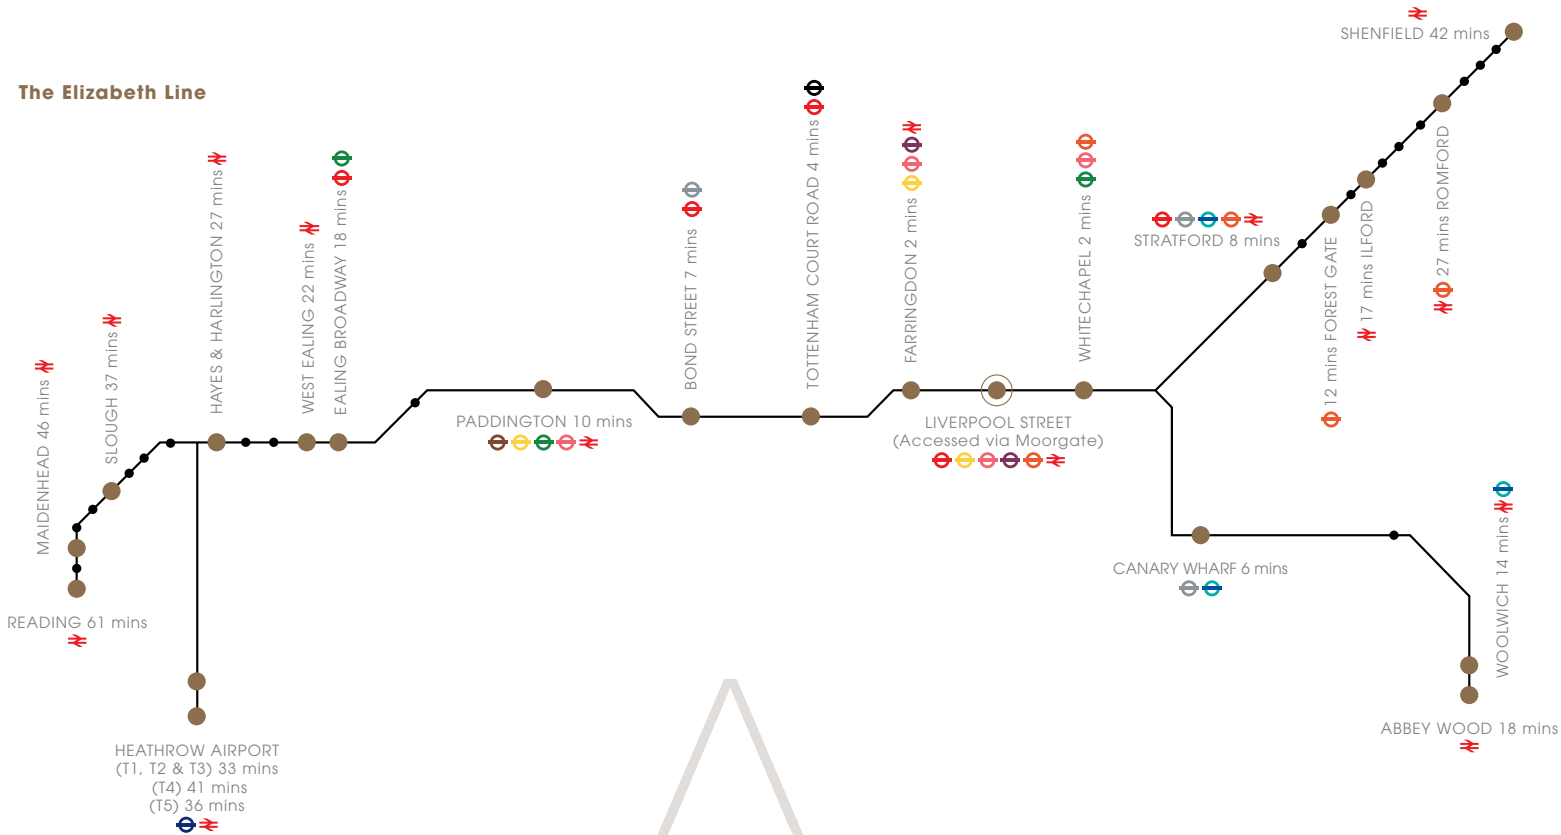 The Elizabeth Line
SHENFIELD 42 mins
MAIDENHEAD 46 mins
SLOUGH 37 mins
HAYES & HARLINGTON 27 mins
WEST EALING 22 mins
EALING BROADWAY 18 mins
PADDINGTON 10 mins
BOND STREET 7 mins
TOTTENHAM COURT ROAD 4 mins
FARRINGDON 2 mins
LIVERPOOL STREET
(Accessed via Moorgate)
WHITECHAPEL 2 mins
STRATFORD 8 mins
12 mins FOREST GATE
17 mins ILFORD
27 mins ROMFORD
CANARY WHARF 6 mins
WOOLWICH 14 mins
ABBEY WOOD 18 mins
READING 61 mins
HEATHROW AIRPORT
(T1, T2 & T3) 33 mins
(T4) 41 mins
(T5) 36 mins